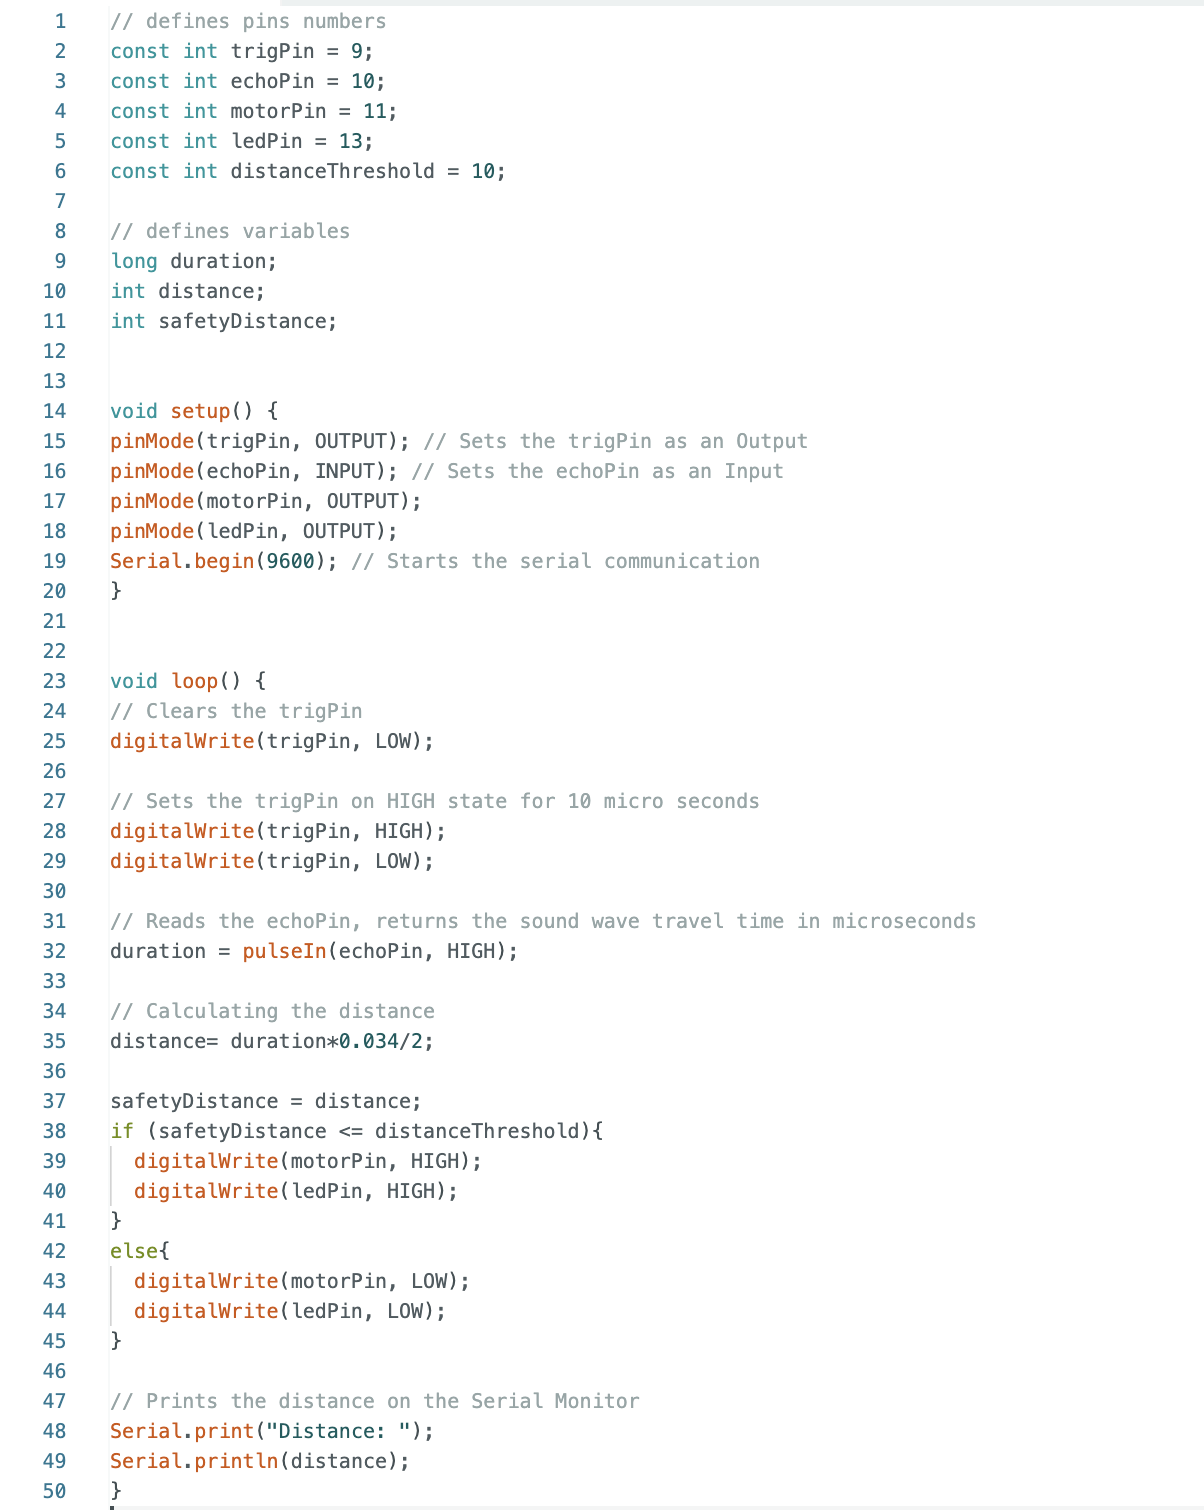 1 // defines pins numbers
2 const int trigPin = 9;
3 const int echoPin = 10;
4 const int motorPin = 11;
5 const int ledPin = 13;
6 const int distanceThreshold = 10;
7
8 // defines variables
9 long duration;
10 int distance;
11 int safetyDistance;
12
13
14 void setup() {
15 pinMode(trigPin, OUTPUT); // Sets the trigPin as an Output
16 pinMode(echoPin, INPUT); // Sets the echoPin as an Input
17 pinMode(motorPin, OUTPUT);
18 pinMode(ledPin, OUTPUT);
19 Serial.begin(9600); // Starts the serial communication
20 }
21
22
23 void loop() {
24 // Clears the trigPin
25 digitalWrite(trigPin, LOW);
26
27 // Sets the trigPin on HIGH state for 10 micro seconds
28 digitalWrite(trigPin, HIGH);
29 digitalWrite(trigPin, LOW);
30
31 // Reads the echoPin, returns the sound wave travel time in microseconds
32 duration = pulseIn(echoPin, HIGH);
33
34 // Calculating the distance
35 distance= duration*0.034/2;
36
37 safetyDistance = distance;
38 if (safetyDistance <= distanceThreshold){
39   digitalWrite(motorPin, HIGH);
40   digitalWrite(ledPin, HIGH);
41 }
42 else{
43   digitalWrite(motorPin, LOW);
44   digitalWrite(ledPin, LOW);
45 }
46
47 // Prints the distance on the Serial Monitor
48 Serial.print("Distance: ");
49 Serial.println(distance);
50 }